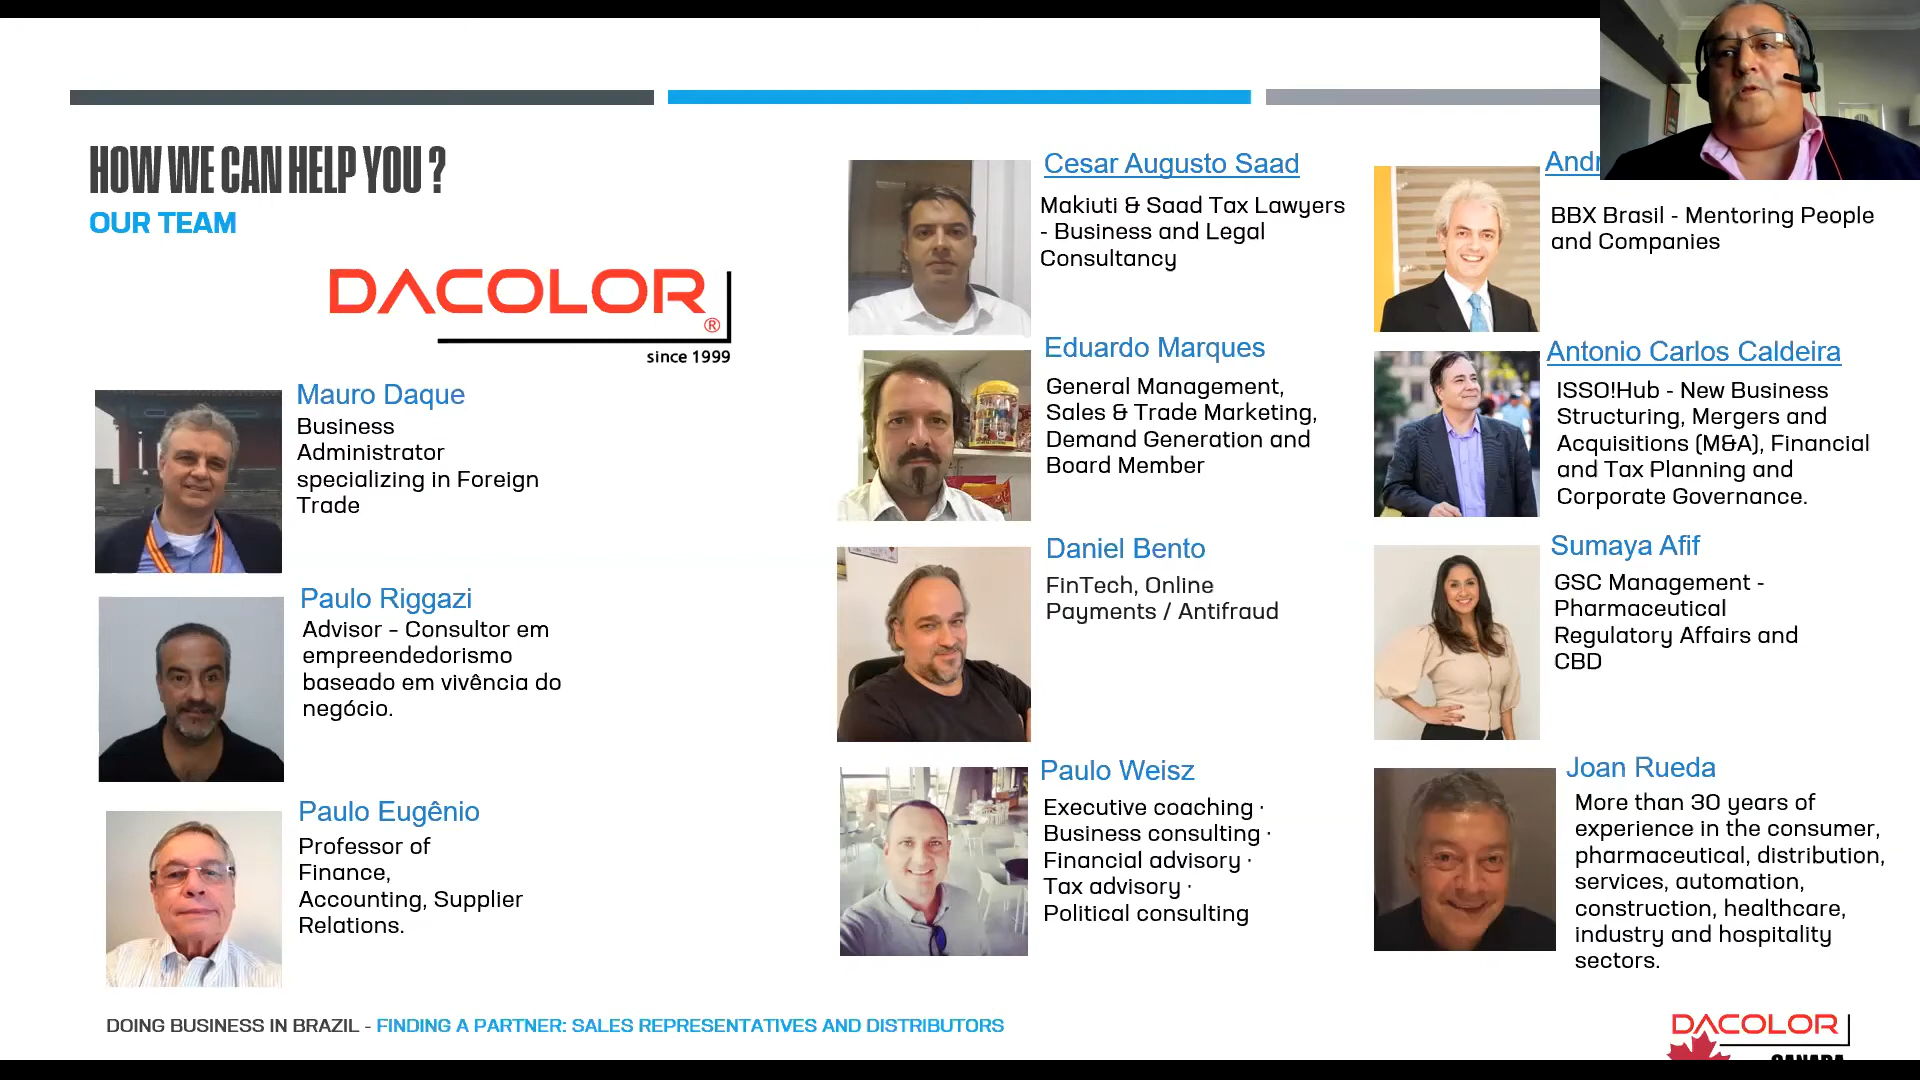 HOW WE CAN HELP YOU ?
OUR TEAM
DACOLOR
®
since 1999
Mauro Daque
Business
Administrator
specializing in Foreign
Trade
Paulo Riggazi
Advisor – Consultor em
empreendedorismo
baseado em vivência do
negócio.
Paulo Eugênio
Professor of
Finance,
Accounting, Supplier
Relations.
Cesar Augusto Saad
Makiuti & Saad Tax Lawyers
- Business and Legal
Consultancy
Eduardo Marques
General Management,
Sales & Trade Marketing,
Demand Generation and
Board Member
Daniel Bento
FinTech, Online
Payments / Antifraud
Paulo Weisz
Executive coaching ·
Business consulting ·
Financial advisory ·
Tax advisory ·
Political consulting
BBX Brasil - Mentoring People
and Companies
Antonio Carlos Caldeira
ISSO!Hub - New Business
Structuring, Mergers and
Acquisitions (M&A), Financial
and Tax Planning and
Corporate Governance.
Sumaya Afif
GSC Management -
Pharmaceutical
Regulatory Affairs and
CBD
Joan Rueda
More than 30 years of
experience in the consumer,
pharmaceutical, distribution,
services, automation,
construction, healthcare,
industry and hospitality
sectors.
DOING BUSINESS IN BRAZIL - FINDING A PARTNER: SALES REPRESENTATIVES AND DISTRIBUTORS
DACOLOR
CANADA